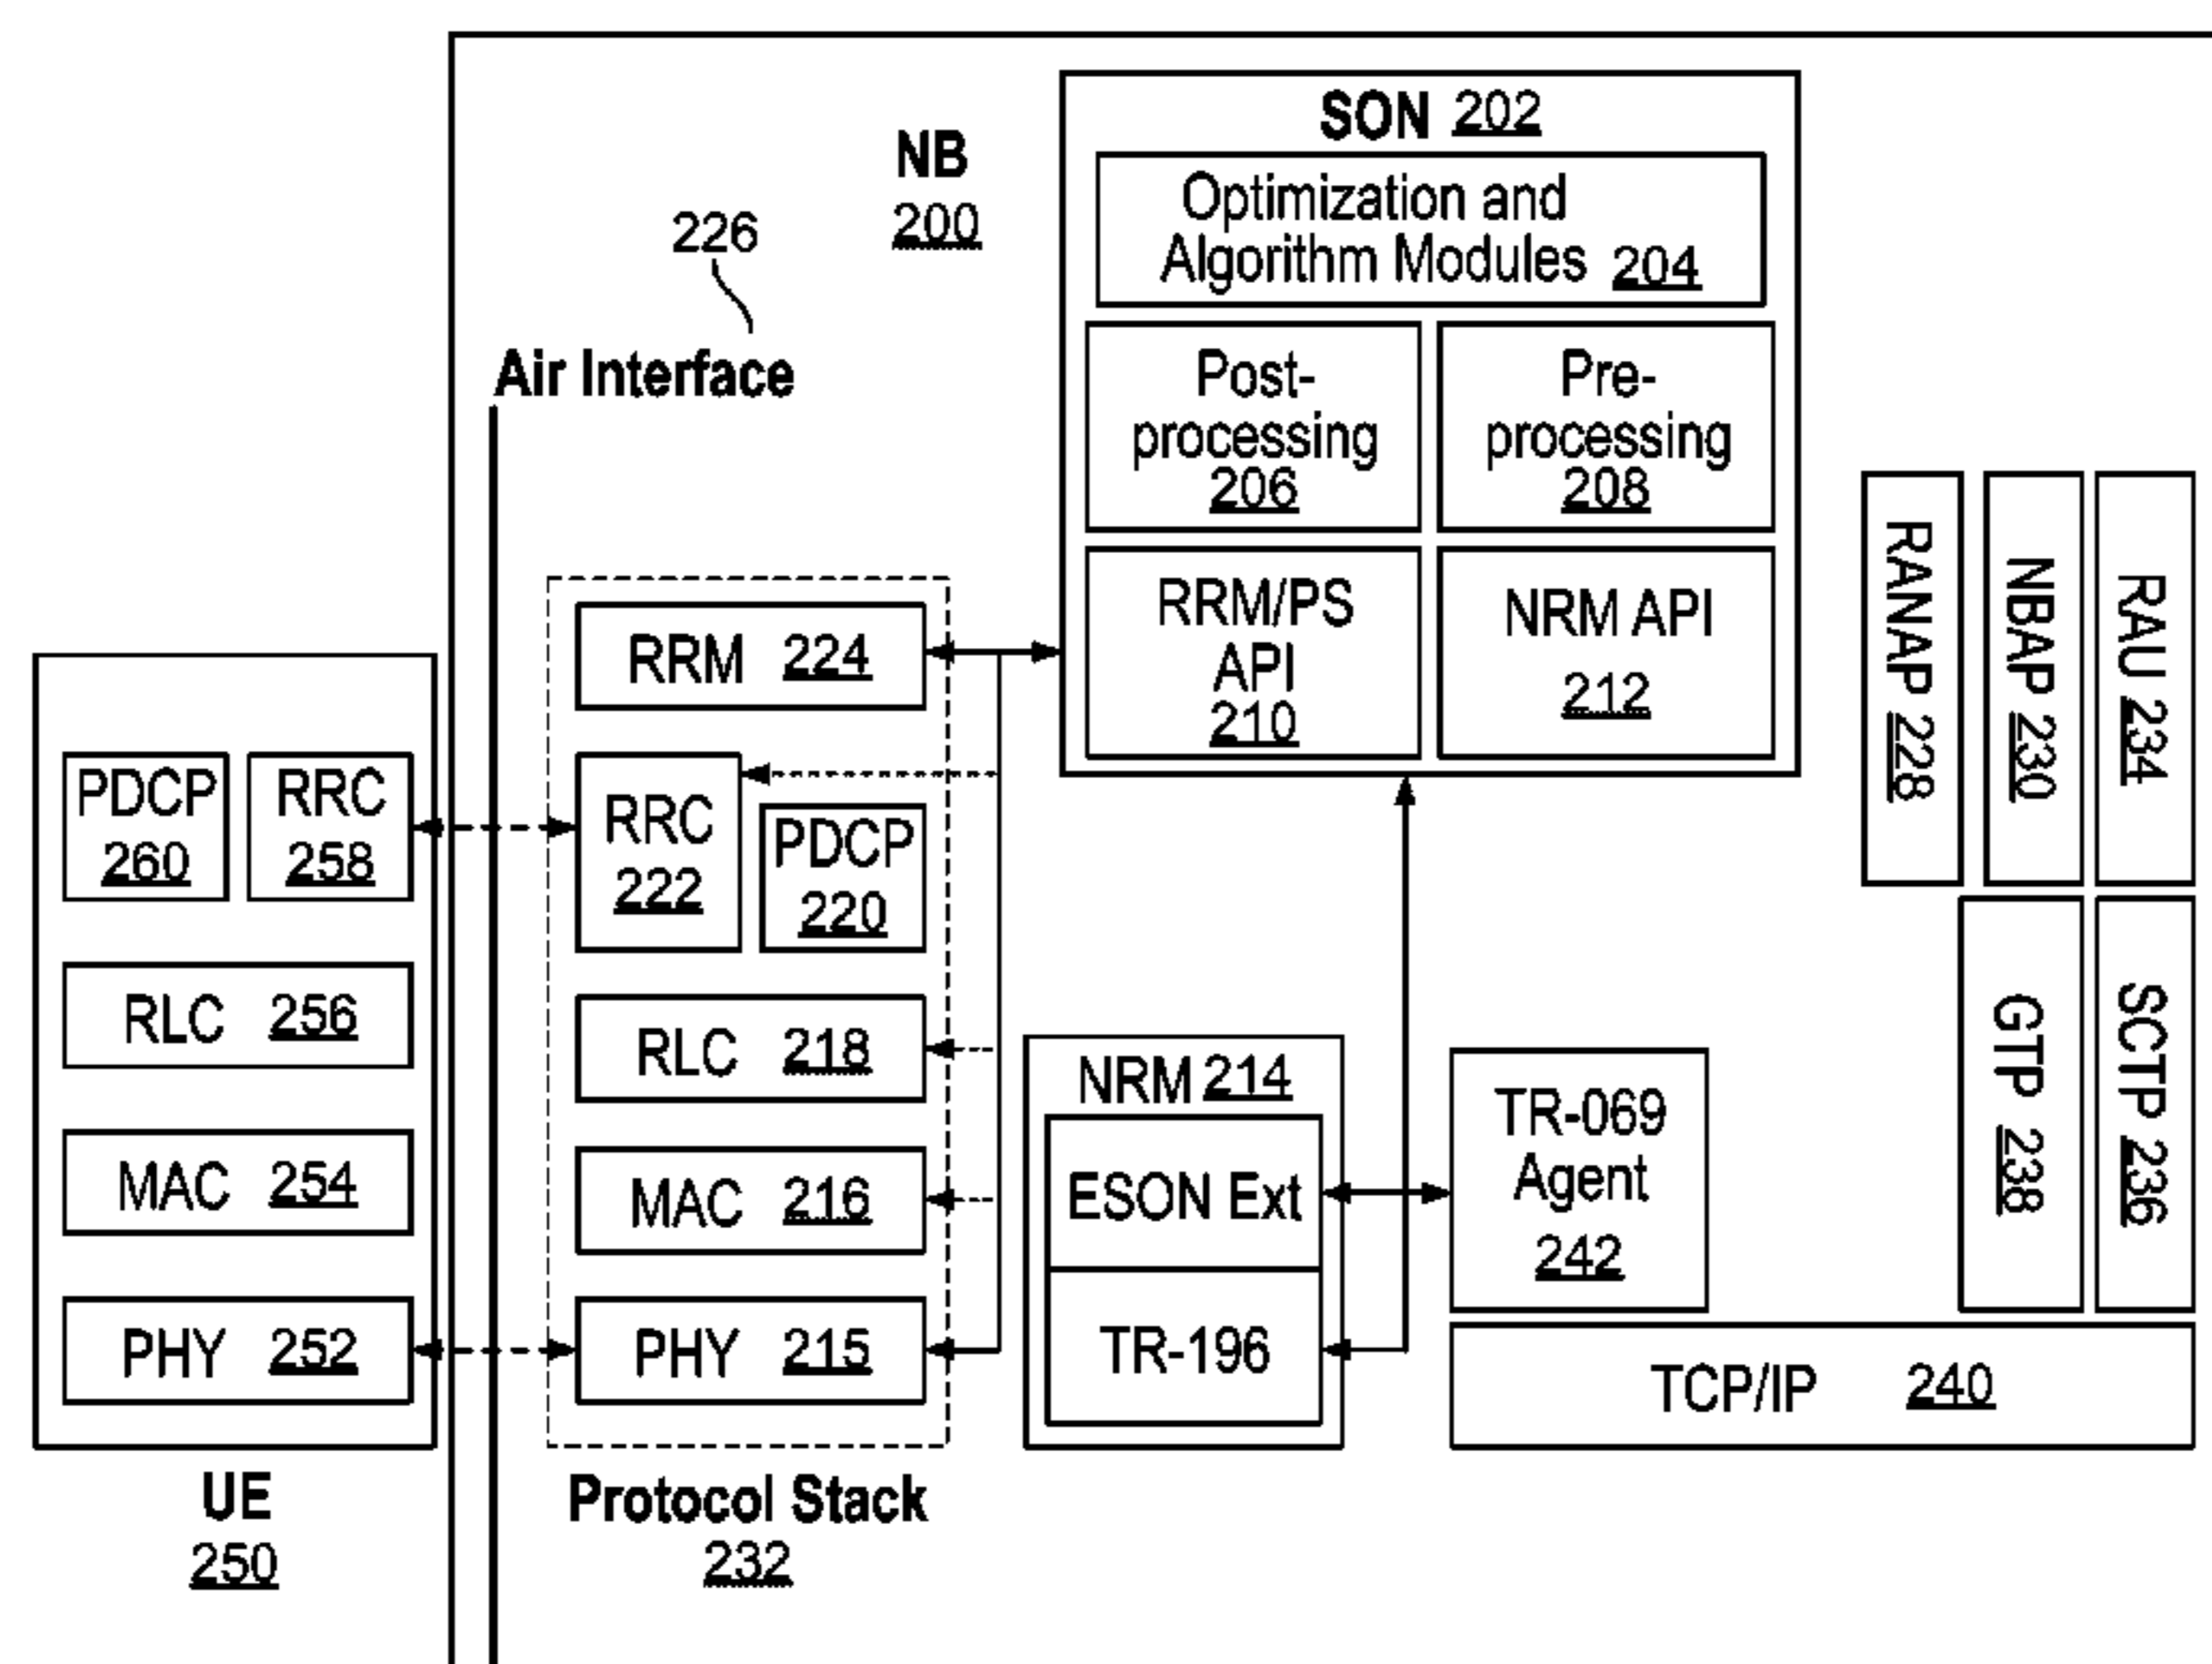 SON 202
Optimization and
Algorithm Modules 204
Post-
processing
206
Pre-
processing
208
RRM/PS
API
210
NRM API
212
NB
200
226
Air Interface
RRM 224
RRC
222
PDCP
220
RLC 218
MAC 216
PHY 215
Protocol Stack
232
PDCP
260
RRC
258
RLC 256
MAC 254
PHY 252
UE
250
NRM 214
ESON Ext
TR-196
TR-069
Agent
242
RANAP 228
NBAP 230
RAU 234
GTP 238
SCTP 236
TCP/IP 240